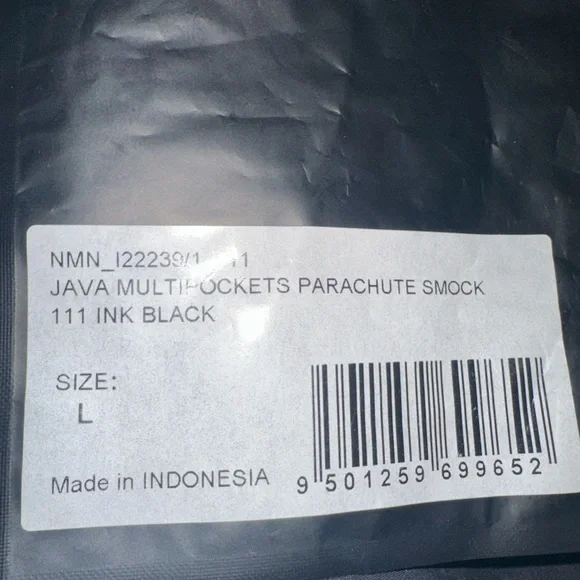 NMN_I22239/1
JAVA MULTIPOCKETS PARACHUTE SMOCK
111 INK BLACK
SIZE:
L
Made in INDONESIA
9 501259 699652